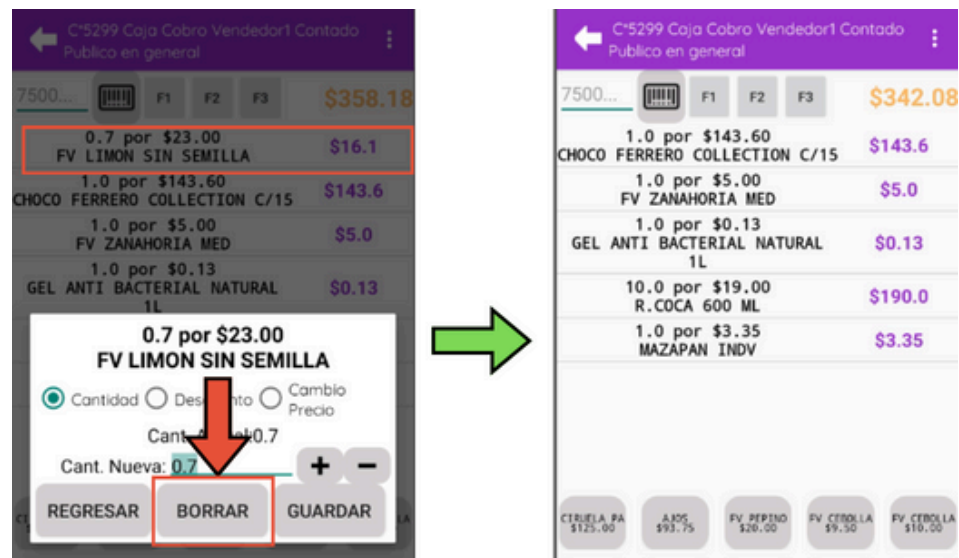 C*5299 Caja Cobro Vendedor1 Contado
Publico en general
7500...
F1
F2
F3
$358.18
0.7 por $23.00
FV LIMON SIN SEMILLA
$16.1
1.0 por $143.60
CHOCO FERRERO COLLECTION C/15
$143.6
1.0 por $5.00
FV ZANAHORIA MED
$5.0
1.0 por $0.13
GEL ANTI BACTERIAL NATURAL
1L
$0.13
0.7 por $23.00
FV LIMON SIN SEMILLA
Cantidad
Cambio
Precio
Cant. :0.7
Cant. Nueva: 0.7
+ −
REGRESAR
BORRAR
GUARDAR
C*5299 Caja Cobro Vendedor1 Contado
Publico en general
7500...
F1
F2
F3
$342.08
1.0 por $143.60
CHOCO FERRERO COLLECTION C/15
$143.6
1.0 por $5.00
FV ZANAHORIA MED
$5.0
1.0 por $0.13
GEL ANTI BACTERIAL NATURAL
1L
$0.13
10.0 por $19.00
R.COCA 600 ML
$190.0
1.0 por $3.35
MAZAPAN INDV
$3.35
CIRUELA PA
$125.00
AJOS
$93.75
FV PEPINO
$20.00
FV CEBOLLA
$9.50
FV CEBOLLA
$10.00